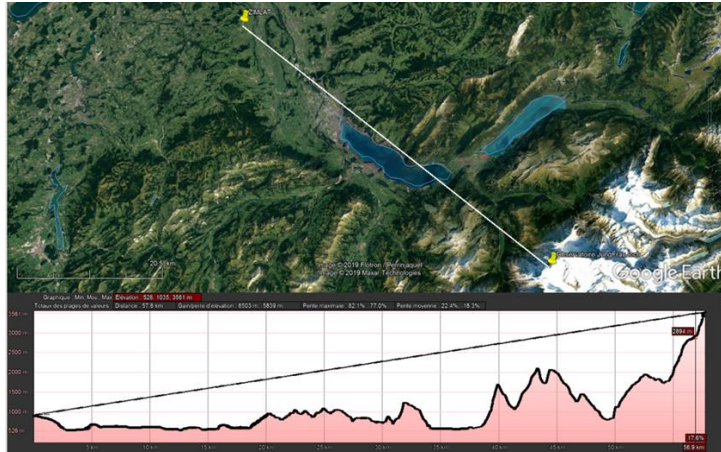 ZIMLAT
Observatoire Jungfrau
20.5 km
Image © 2019 Flotron / Perrinjaquet
Image © 2019 Maxar Technologies
Google Earth
Graphique : Min, Moy, Max Élévation : 526, 1035, 3561 m
Totaux des plages de valeurs : Distance : 57.6 km Gain/perte d'élévation : 8503 m, -5839 m Pente maximale : 82.1%, -77.0% Pente moyenne : 22.4%, -18.3%
3561 m
3000 m
2500 m
2000 m
1500 m
1000 m
526 m
2894 m
17.6%
5 km 10 km 15 km 20 km 25 km 30 km 35 km 40 km 45 km 50 km 56.9 km